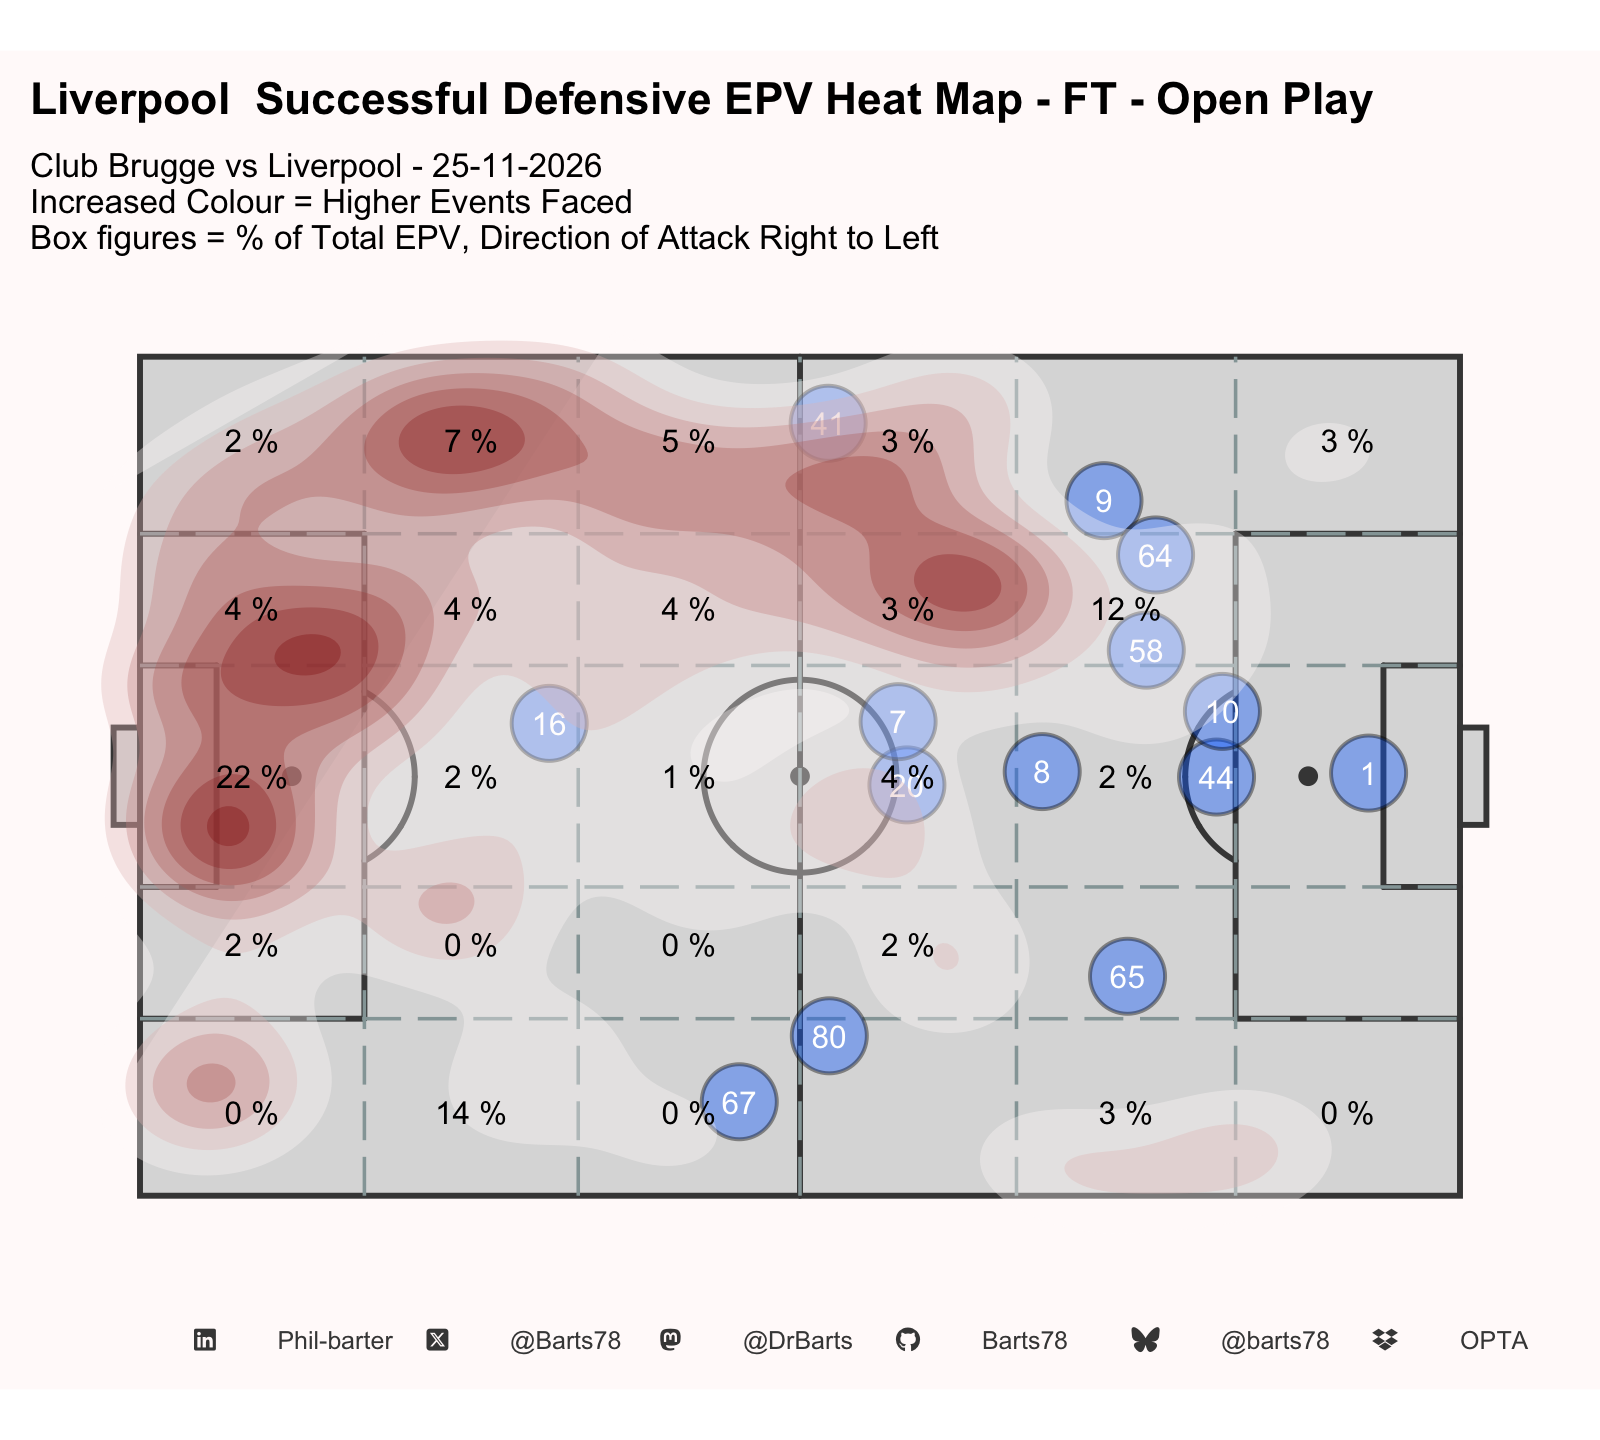 Liverpool  Successful Defensive EPV Heat Map - FT - Open Play
Club Brugge vs Liverpool - 25-11-2026
Increased Colour = Higher Events Faced
Box figures = % of Total EPV, Direction of Attack Right to Left
41
2 % 7 % 5 % 3 % 3 %
9
64
4 % 4 % 4 % 3 % 12 %
58
10
16 7
22 % 2 % 1 % 4 % 8 2 % 44 1
20
2 % 0 % 0 % 2 %
65
80
67
0 % 14 % 0 % 3 % 0 %
Phil-barter @Barts78 @DrBarts Barts78 @barts78 OPTA